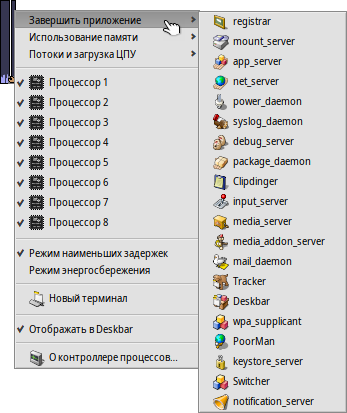 Завершить приложение
Использование памяти
Потоки и загрузка ЦПУ
Процессор 1
Процессор 2
Процессор 3
Процессор 4
Процессор 5
Процессор 6
Процессор 7
Процессор 8
Режим наименьших задержек
Режим энергосбережения
Новый терминал
Отображать в Deskbar
О контроллере процессов...
registrar
mount_server
app_server
net_server
power_daemon
syslog_daemon
debug_server
package_daemon
Clipdinger
input_server
media_server
media_addon_server
mail_daemon
Tracker
Deskbar
wpa_supplicant
PoorMan
keystore_server
Switcher
notification_server